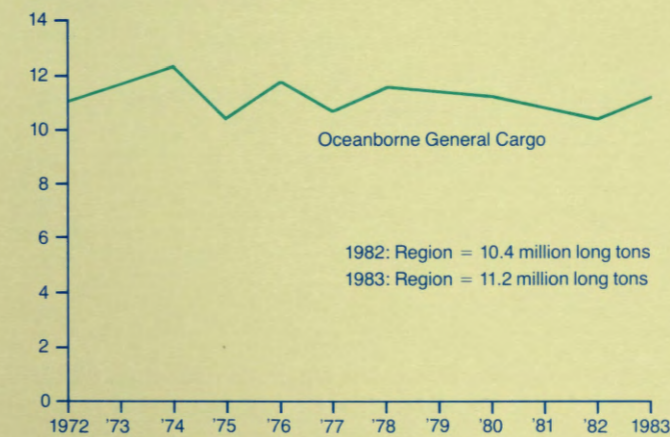 14
12
10
8
6
4
2
0
Oceanborne General Cargo
1982: Region = 10.4 million long tons
1983: Region = 11.2 million long tons
1972 '73 '74 '75 '76 '77 '78 '79 '80 '81 '82 1983